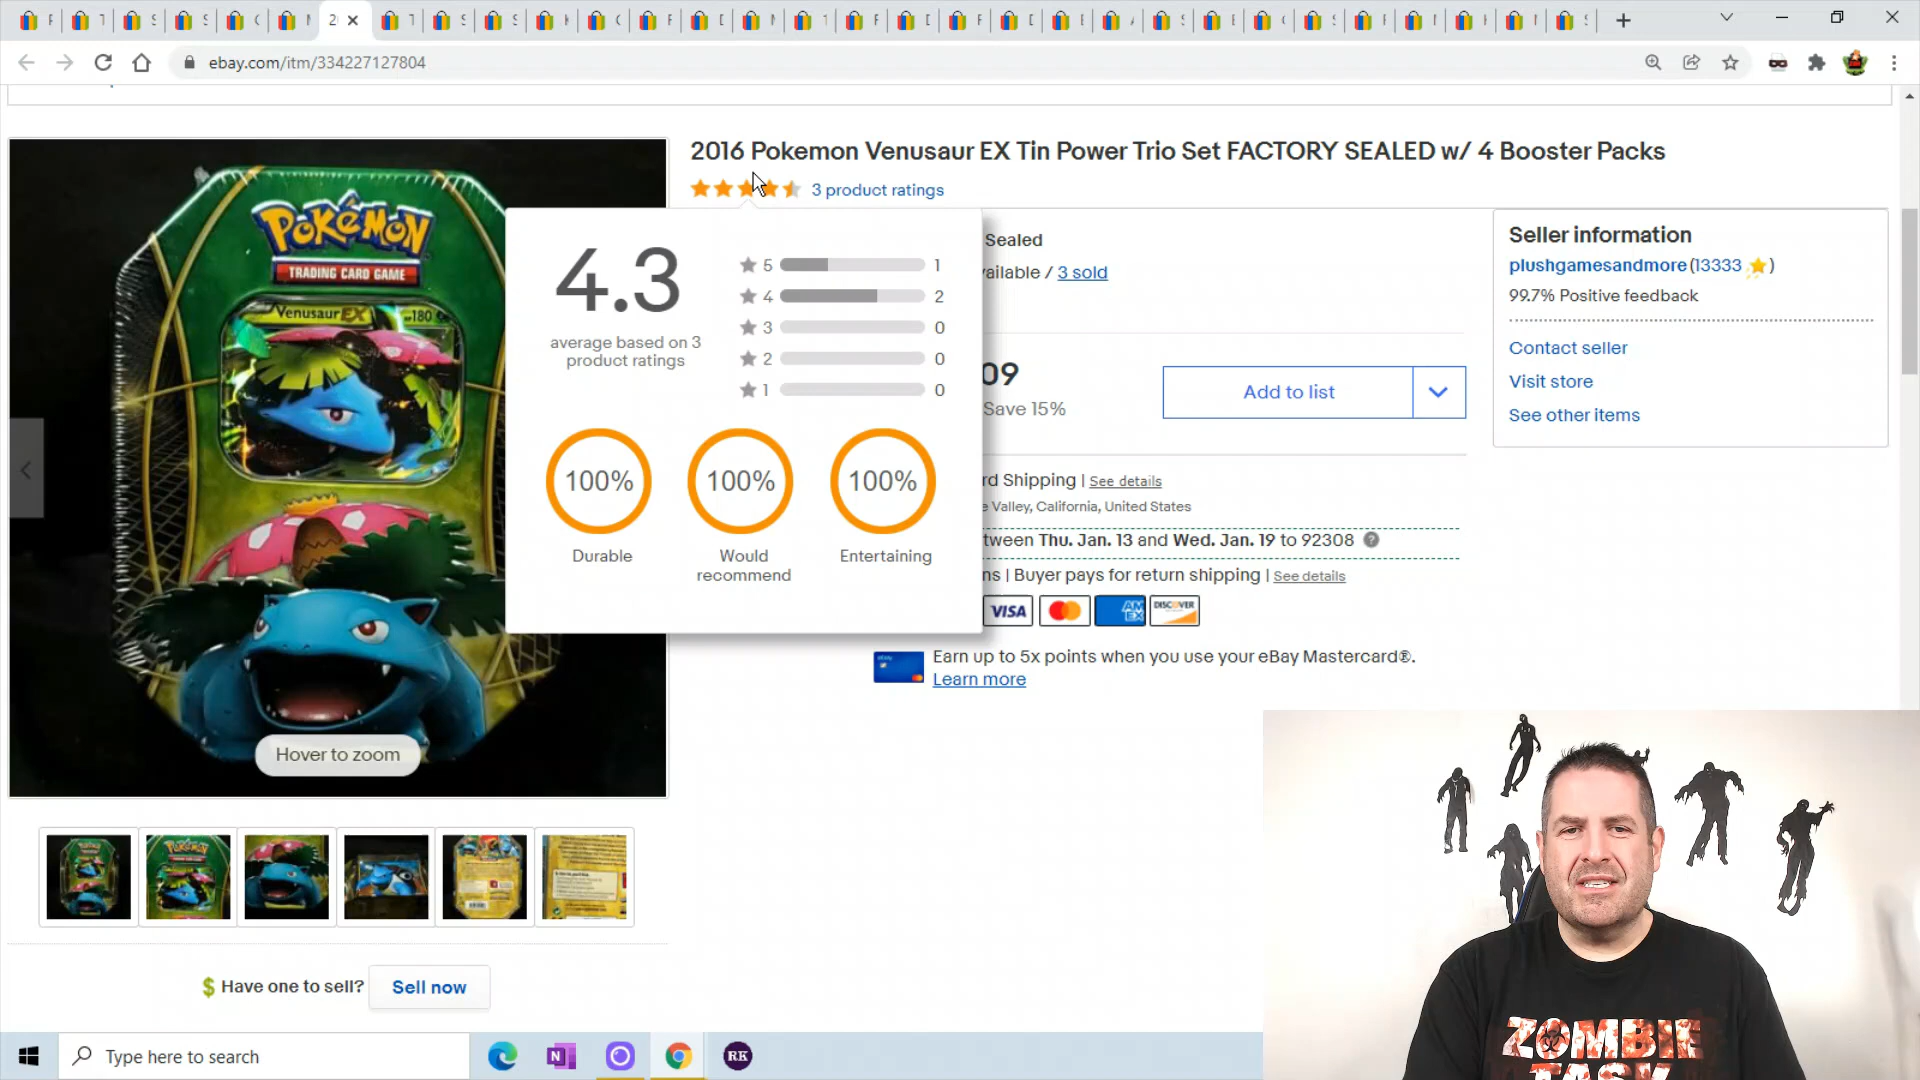 ebay.com/itm/334227127804
2016 Pokemon Venusaur EX Tin Power Trio Set FACTORY SEALED w/ 4 Booster Packs
3 product ratings
POKéMON
TRADING CARD GAME
Venusaur EX 180
4.3
average based on 3
product ratings
5 1
4 2
3 0
2 0
1 0
100% 100% 100%
Durable
Would
recommend
Entertaining
Sealed
vailable / 3 sold
09
Save 15%
Add to list
rd Shipping | See details
e Valley, California, United States
tween Thu. Jan. 13 and Wed. Jan. 19 to 92308
ns | Buyer pays for return shipping | See details
VISA
AM
EX
DISCOVER
Earn up to 5x points when you use your eBay Mastercard®.
Learn more
Seller information
plushgamesandmore (13333)
99.7% Positive feedback
Contact seller
Visit store
See other items
Hover to zoom
Have one to sell?
Sell now
Type here to search
N
RK
ZOMBIE
TASK